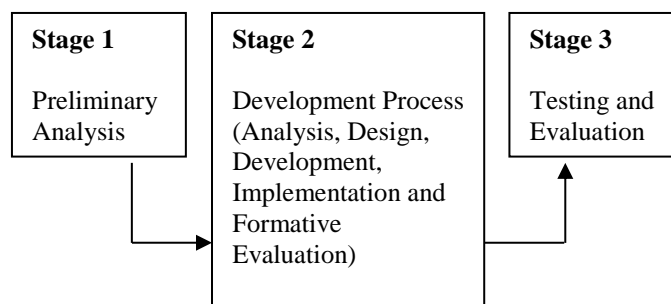 Stage 1
Preliminary
Analysis
Stage 2
Development Process
(Analysis, Design,
Development,
Implementation and
Formative
Evaluation)
Stage 3
Testing and
Evaluation